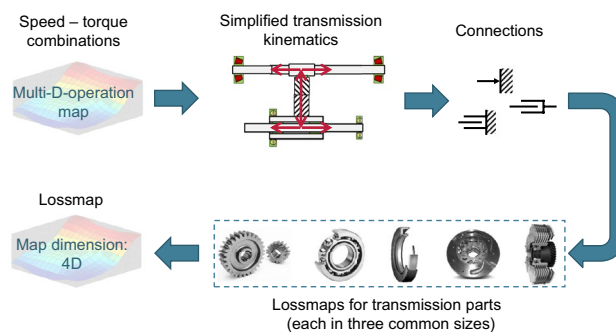 Speed – torque
combinations
Multi-D-operation
map
Simplified transmission
kinematics
Connections
Lossmap
Map dimension:
4D
Lossmaps for transmission parts
(each in three common sizes)